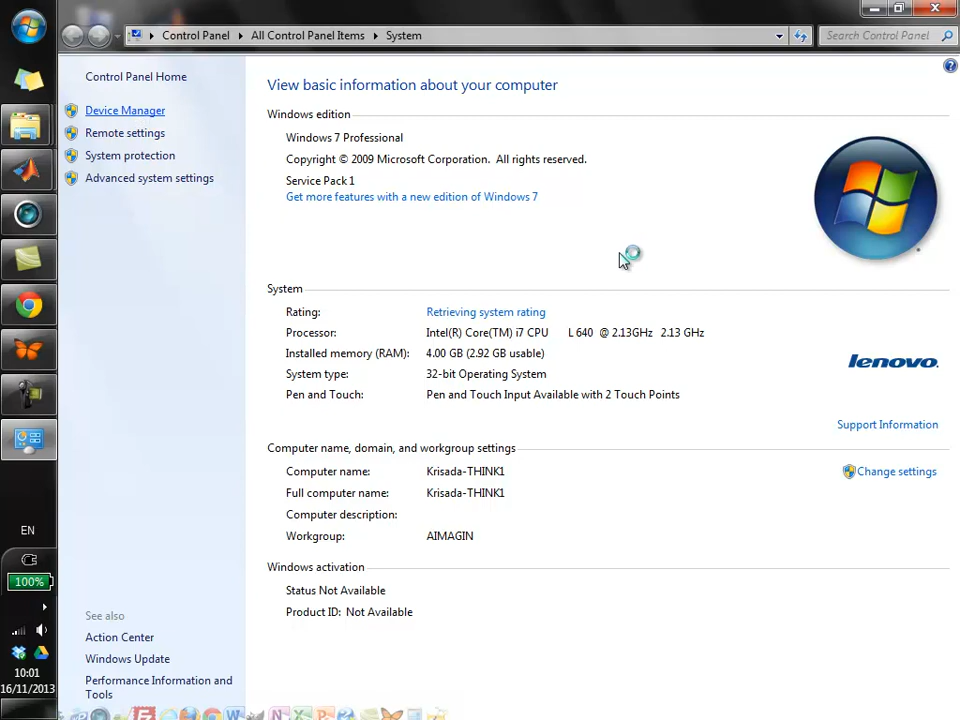 Control Panel
All Control Panel Items
System
Search Control Panel
Control Panel Home
Device Manager
Remote settings
System protection
Advanced system settings
View basic information about your computer
Windows edition
Windows 7 Professional
Copyright © 2009 Microsoft Corporation. All rights reserved.
Service Pack 1
Get more features with a new edition of Windows 7
System
Rating: Retrieving system rating
Processor: Intel(R) Core(TM) i7 CPU L 640 @ 2.13GHz 2.13 GHz
Installed memory (RAM): 4.00 GB (2.92 GB usable)
System type: 32-bit Operating System
Pen and Touch: Pen and Touch Input Available with 2 Touch Points
lenovo.
Support Information
Computer name, domain, and workgroup settings
Computer name: Krisada-THINK1
Change settings
Full computer name: Krisada-THINK1
Computer description:
Workgroup: AIMAGIN
Windows activation
Status Not Available
Product ID: Not Available
See also
Action Center
Windows Update
Performance Information and
Tools
EN
100%
10:01
16/11/2013